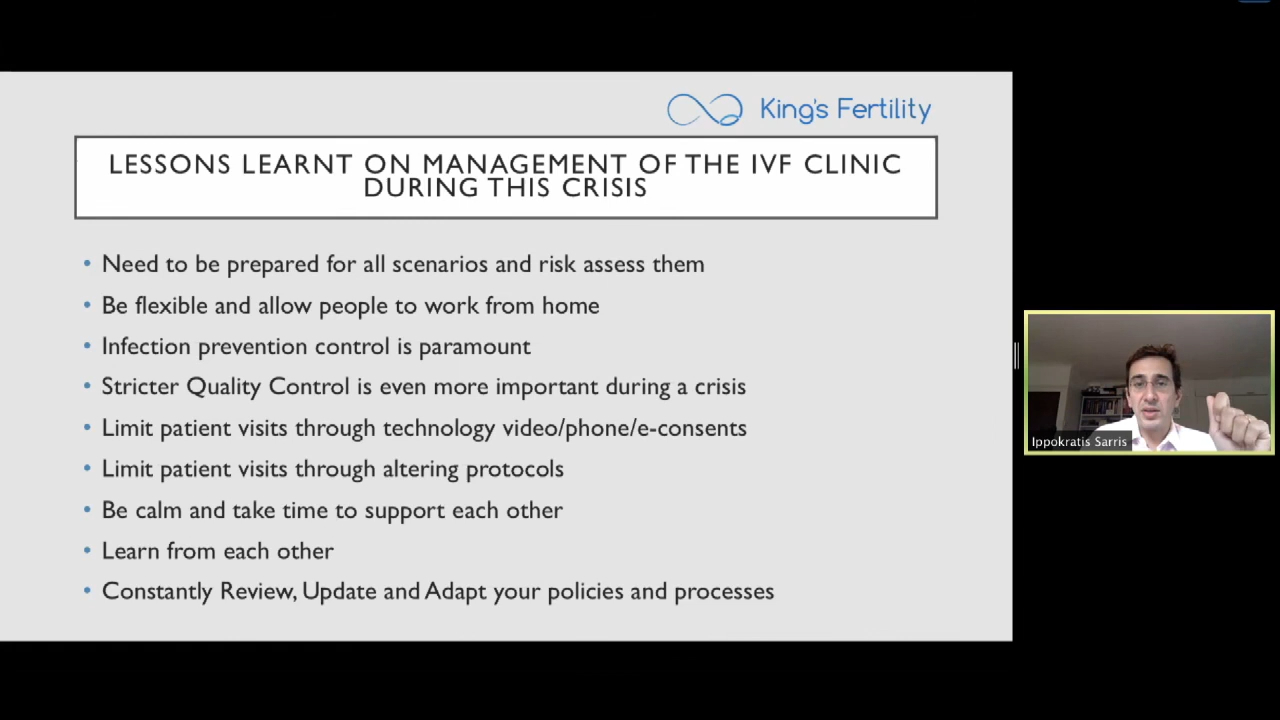 King's Fertility
LESSONS LEARNT ON MANAGEMENT OF THE IVF CLINIC
DURING THIS CRISIS
• Need to be prepared for all scenarios and risk assess them
• Be flexible and allow people to work from home
• Infection prevention control is paramount
• Stricter Quality Control is even more important during a crisis
• Limit patient visits through technology video/phone/e-consents
• Limit patient visits through altering protocols
• Be calm and take time to support each other
• Learn from each other
• Constantly Review, Update and Adapt your policies and processes
Ippokratis Sarris